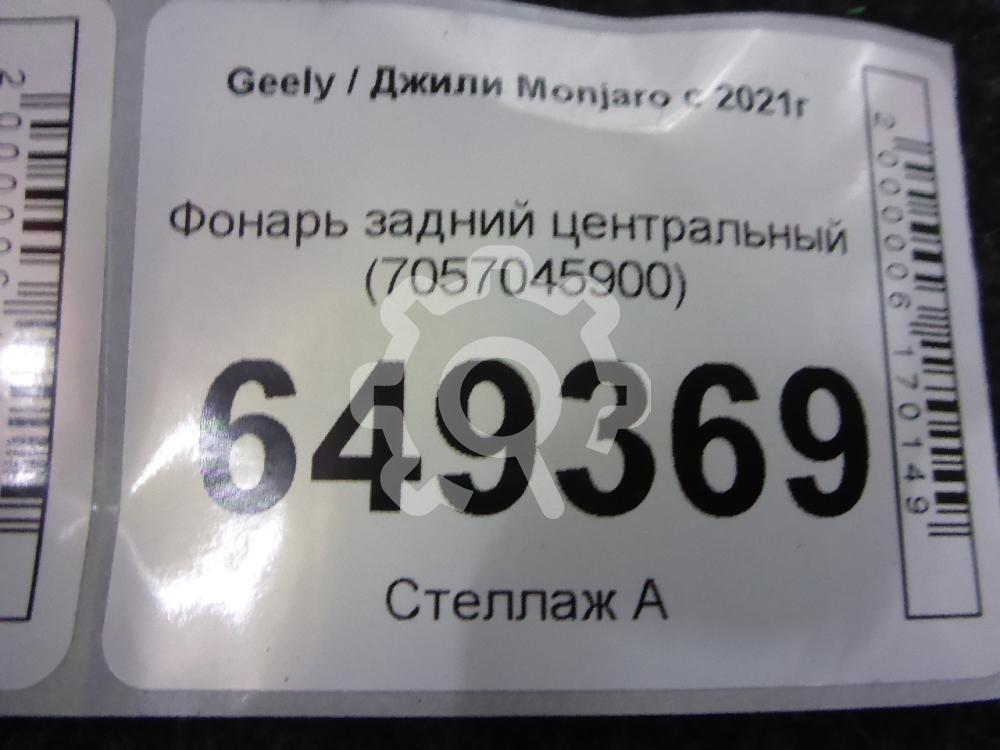 Geely / Джили Monjaro с 2021г
Фонарь задний центральный
(7057045900)
649369
Стеллаж А
2000006170149